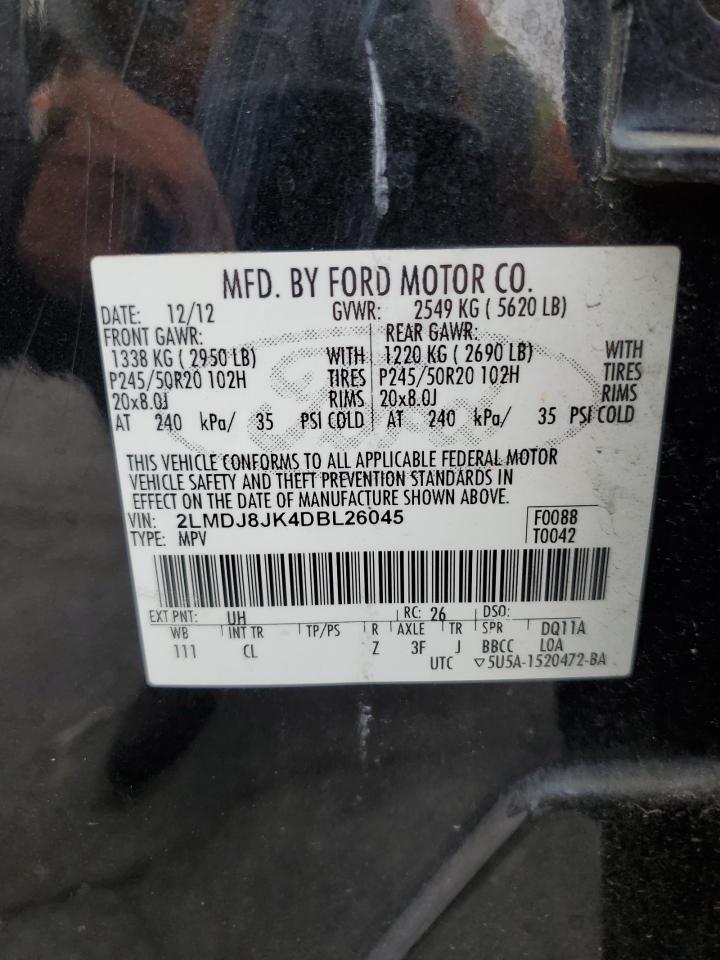 MFD. BY FORD MOTOR CO.
DATE: 12/12 GVWR: 2549 KG ( 5620 LB)
FRONT GAWR: REAR GAWR:
1338 KG ( 2950 LB) WITH 1220 KG ( 2690 LB) WITH
P245/50R20 102H TIRES P245/50R20 102H TIRES
20x8.0J RIMS 20x8.0J RIMS
AT 240 kPa/ 35 PSI COLD AT 240 kPa/ 35 PSI COLD
THIS VEHICLE CONFORMS TO ALL APPLICABLE FEDERAL MOTOR
VEHICLE SAFETY AND THEFT PREVENTION STANDARDS IN
EFFECT ON THE DATE OF MANUFACTURE SHOWN ABOVE.
VIN: 2LMDJ8JK4DBL26045 F0088
TYPE: MPV T0042
EXT PNT: UH RC: 26 DSO:
WB INT TR TP/PS R AXLE TR SPR DQ11A
111 CL Z 3F J BBCC LOA
UTC ▽5U5A-1520472-BA